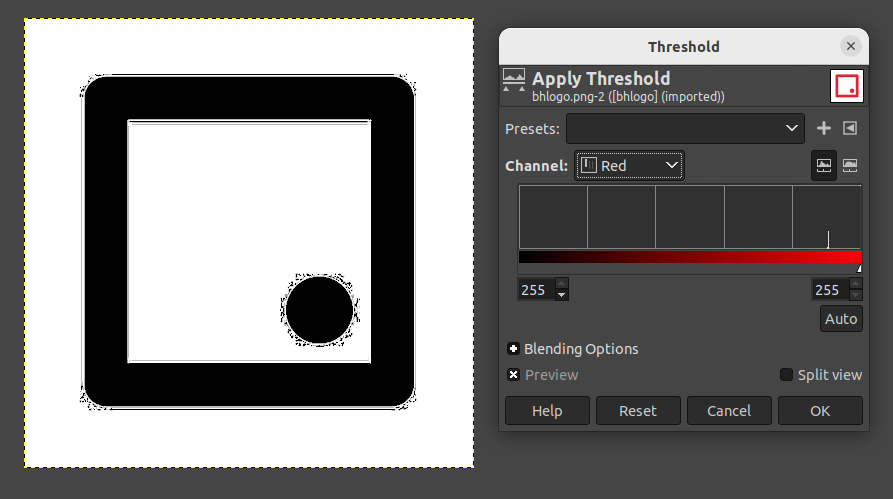 Threshold
Apply Threshold
bhlogo.png-2 ([bhlogo] (imported))
Presets:
Channel: Red
255 255
Auto
Blending Options
Preview Split view
Help Reset Cancel OK